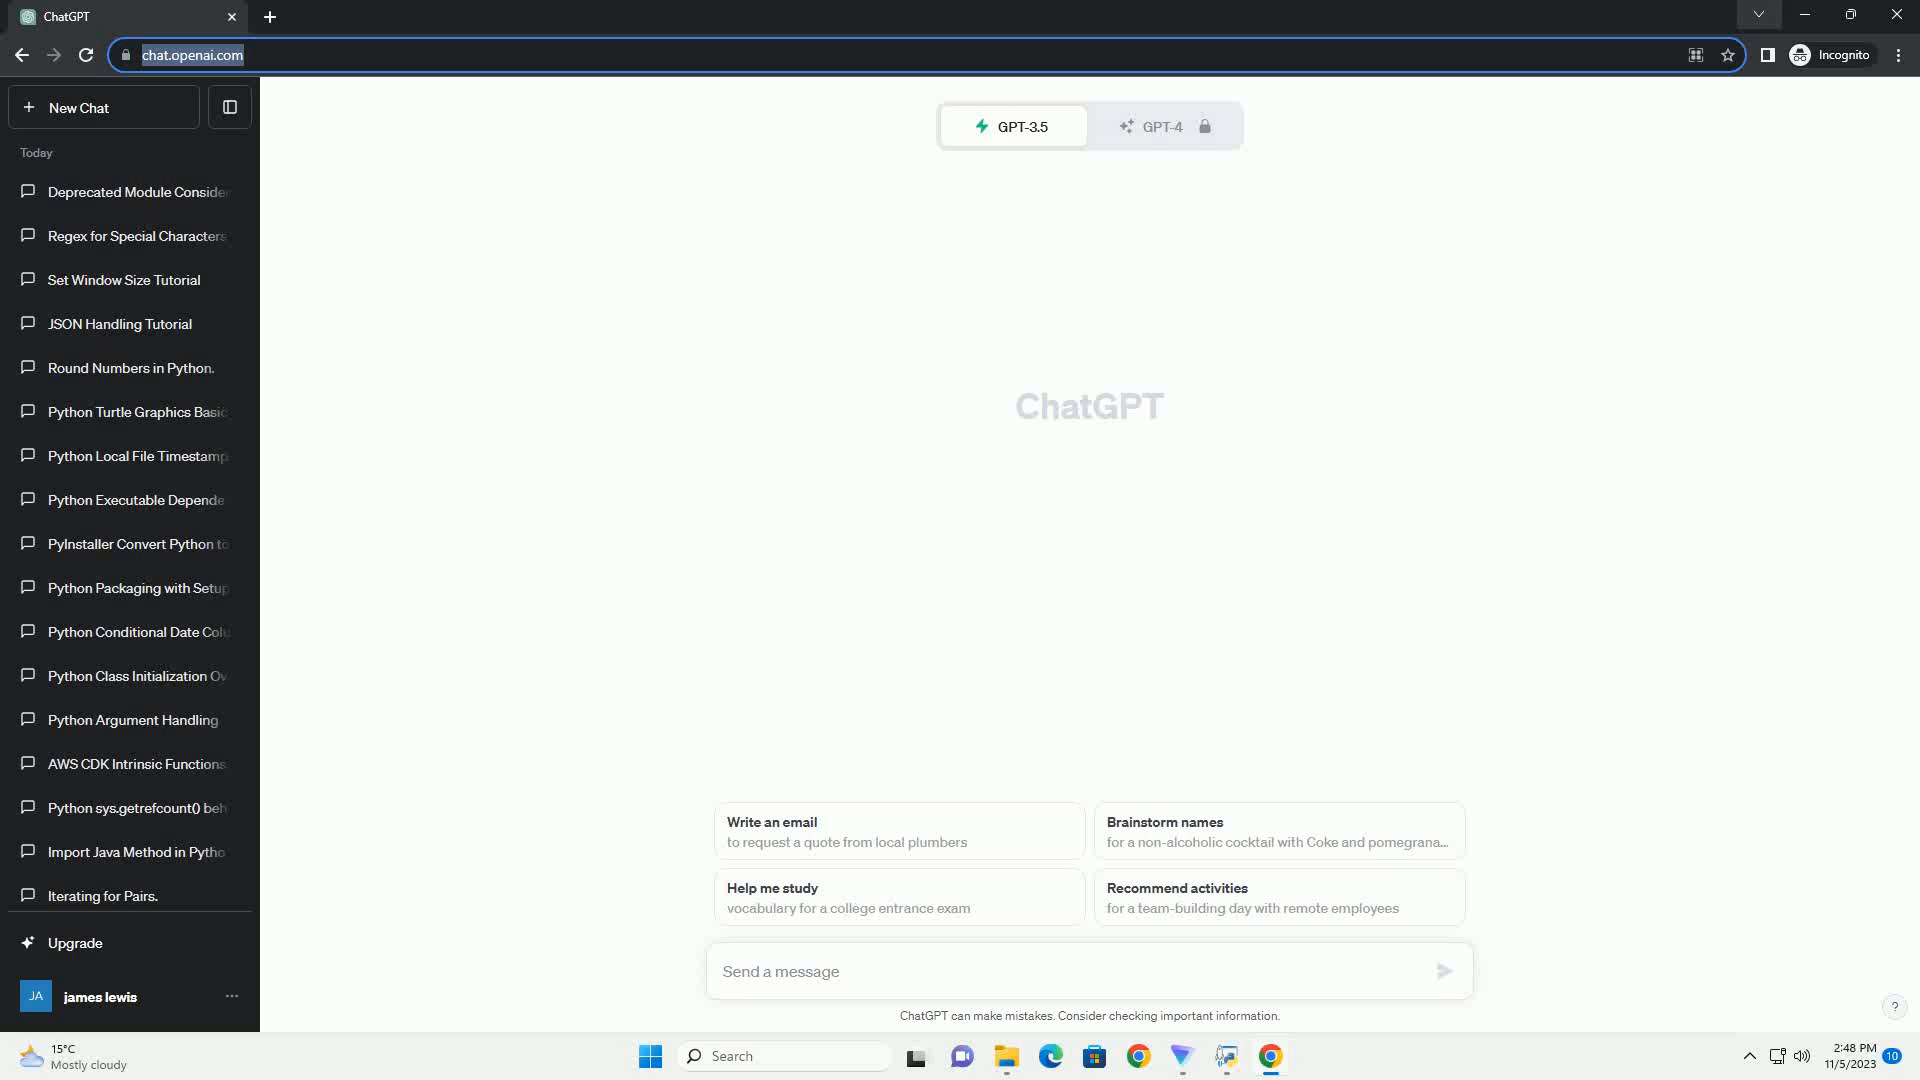 ChatGPT
chat.openai.com
Incognito
New Chat
GPT-3.5
GPT-4
Today
Deprecated Module Consider
Regex for Special Characters
Set Window Size Tutorial
JSON Handling Tutorial
Round Numbers in Python.
Python Turtle Graphics Basic
Python Local File Timestamp
Python Executable Depende
PyInstaller Convert Python to
Python Packaging with Setup
Python Conditional Date Colu
Python Class Initialization Ov
Python Argument Handling
AWS CDK Intrinsic Functions
Python sys.getrefcount() beh
Import Java Method in Pytho
Iterating for Pairs.
Upgrade
JA
james lewis
ChatGPT
Write an email
to request a quote from local plumbers
Brainstorm names
for a non-alcoholic cocktail with Coke and pomegrana...
Help me study
vocabulary for a college entrance exam
Recommend activities
for a team-building day with remote employees
Send a message
ChatGPT can make mistakes. Consider checking important information.
?
15°C
Mostly cloudy
Search
2:48 PM
11/5/2023
10